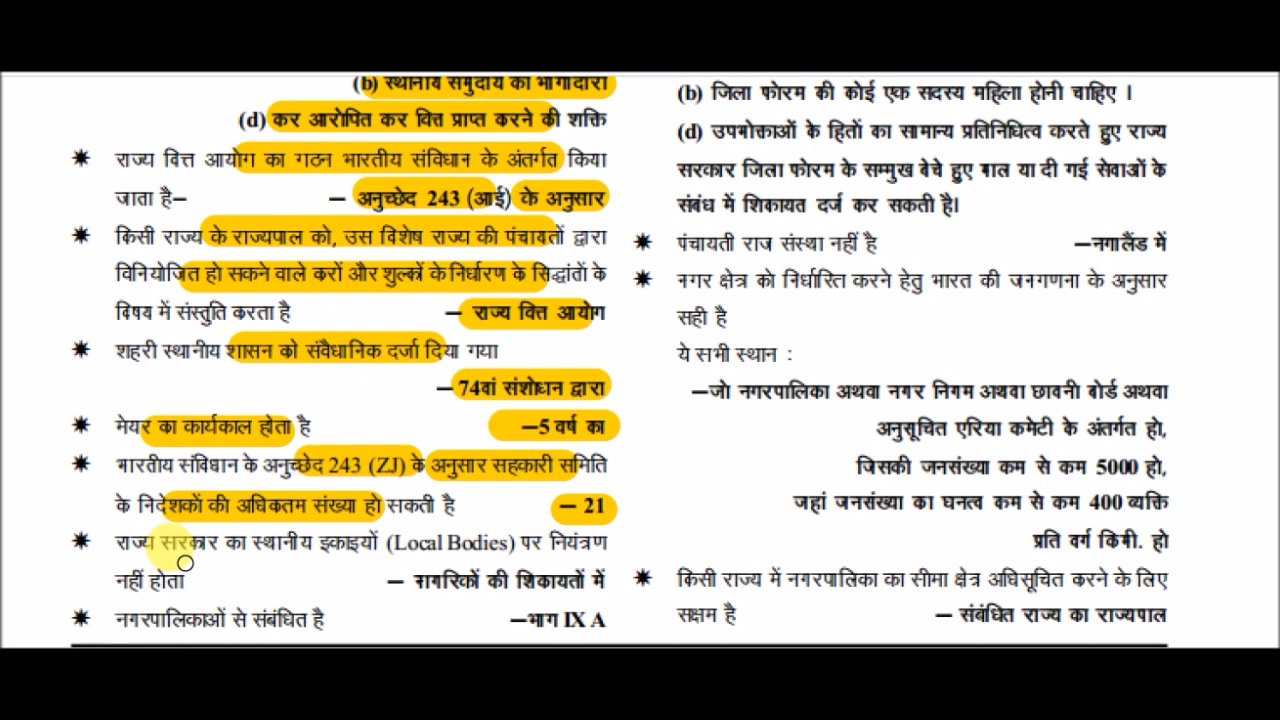 (b) स्थानीय समुदाय की भागीदारी
(d) कर आरोपित कर वित्त प्राप्त करने की शक्ति
✷ राज्य वित्त आयोग का गठन भारतीय संविधान के अंतर्गत किया
जाता है– – अनुच्छेद 243 (आई) के अनुसार
✷ किसी राज्य के राज्यपाल को, उस विशेष राज्य की पंचायतों द्वारा
विनियोजित हो सकने वाले करों और शुल्कों के निर्धारण के सिद्धांतों के
विषय में संस्तुति करता है – राज्य वित्त आयोग
✷ शहरी स्थानीय शासन को संवैधानिक दर्जा दिया गया
– 74वां संशोधन द्वारा
✷ मेयर का कार्यकाल होता है –5 वर्ष का
✷ भारतीय संविधान के अनुच्छेद 243 (ZJ) के अनुसार सहकारी समिति
के निदेशकों की अधिकतम संख्या हो सकती है – 21
✷ राज्य सरकार का स्थानीय इकाइयों (Local Bodies) पर नियंत्रण
नहीं होता – नागरिकों की शिकायतों में
✷ नगरपालिकाओं से संबंधित है –भाग IX A
(b) जिला फोरम की कोई एक सदस्य महिला होनी चाहिए ।
(d) उपभोक्ताओं के हितों का सामान्य प्रतिनिधित्व करते हुए राज्य
सरकार जिला फोरम के सम्मुख बेचे हुए माल या दी गई सेवाओं के
संबंध में शिकायत दर्ज कर सकती है।
✷ पंचायती राज संस्था नहीं है –नगालैंड में
✷ नगर क्षेत्र को निर्धारित करने हेतु भारत की जनगणना के अनुसार
सही है
ये सभी स्थान :
–जो नगरपालिका अथवा नगर निगम अथवा छावनी बोर्ड अथवा
अनुसूचित एरिया कमेटी के अंतर्गत हो,
जिसकी जनसंख्या कम से कम 5000 हो,
जहां जनसंख्या का घनत्व कम से कम 400 व्यक्ति
प्रति वर्ग किमी. हो
✷ किसी राज्य में नगरपालिका का सीमा क्षेत्र अधिसूचित करने के लिए
सक्षम है – संबंधित राज्य का राज्यपाल